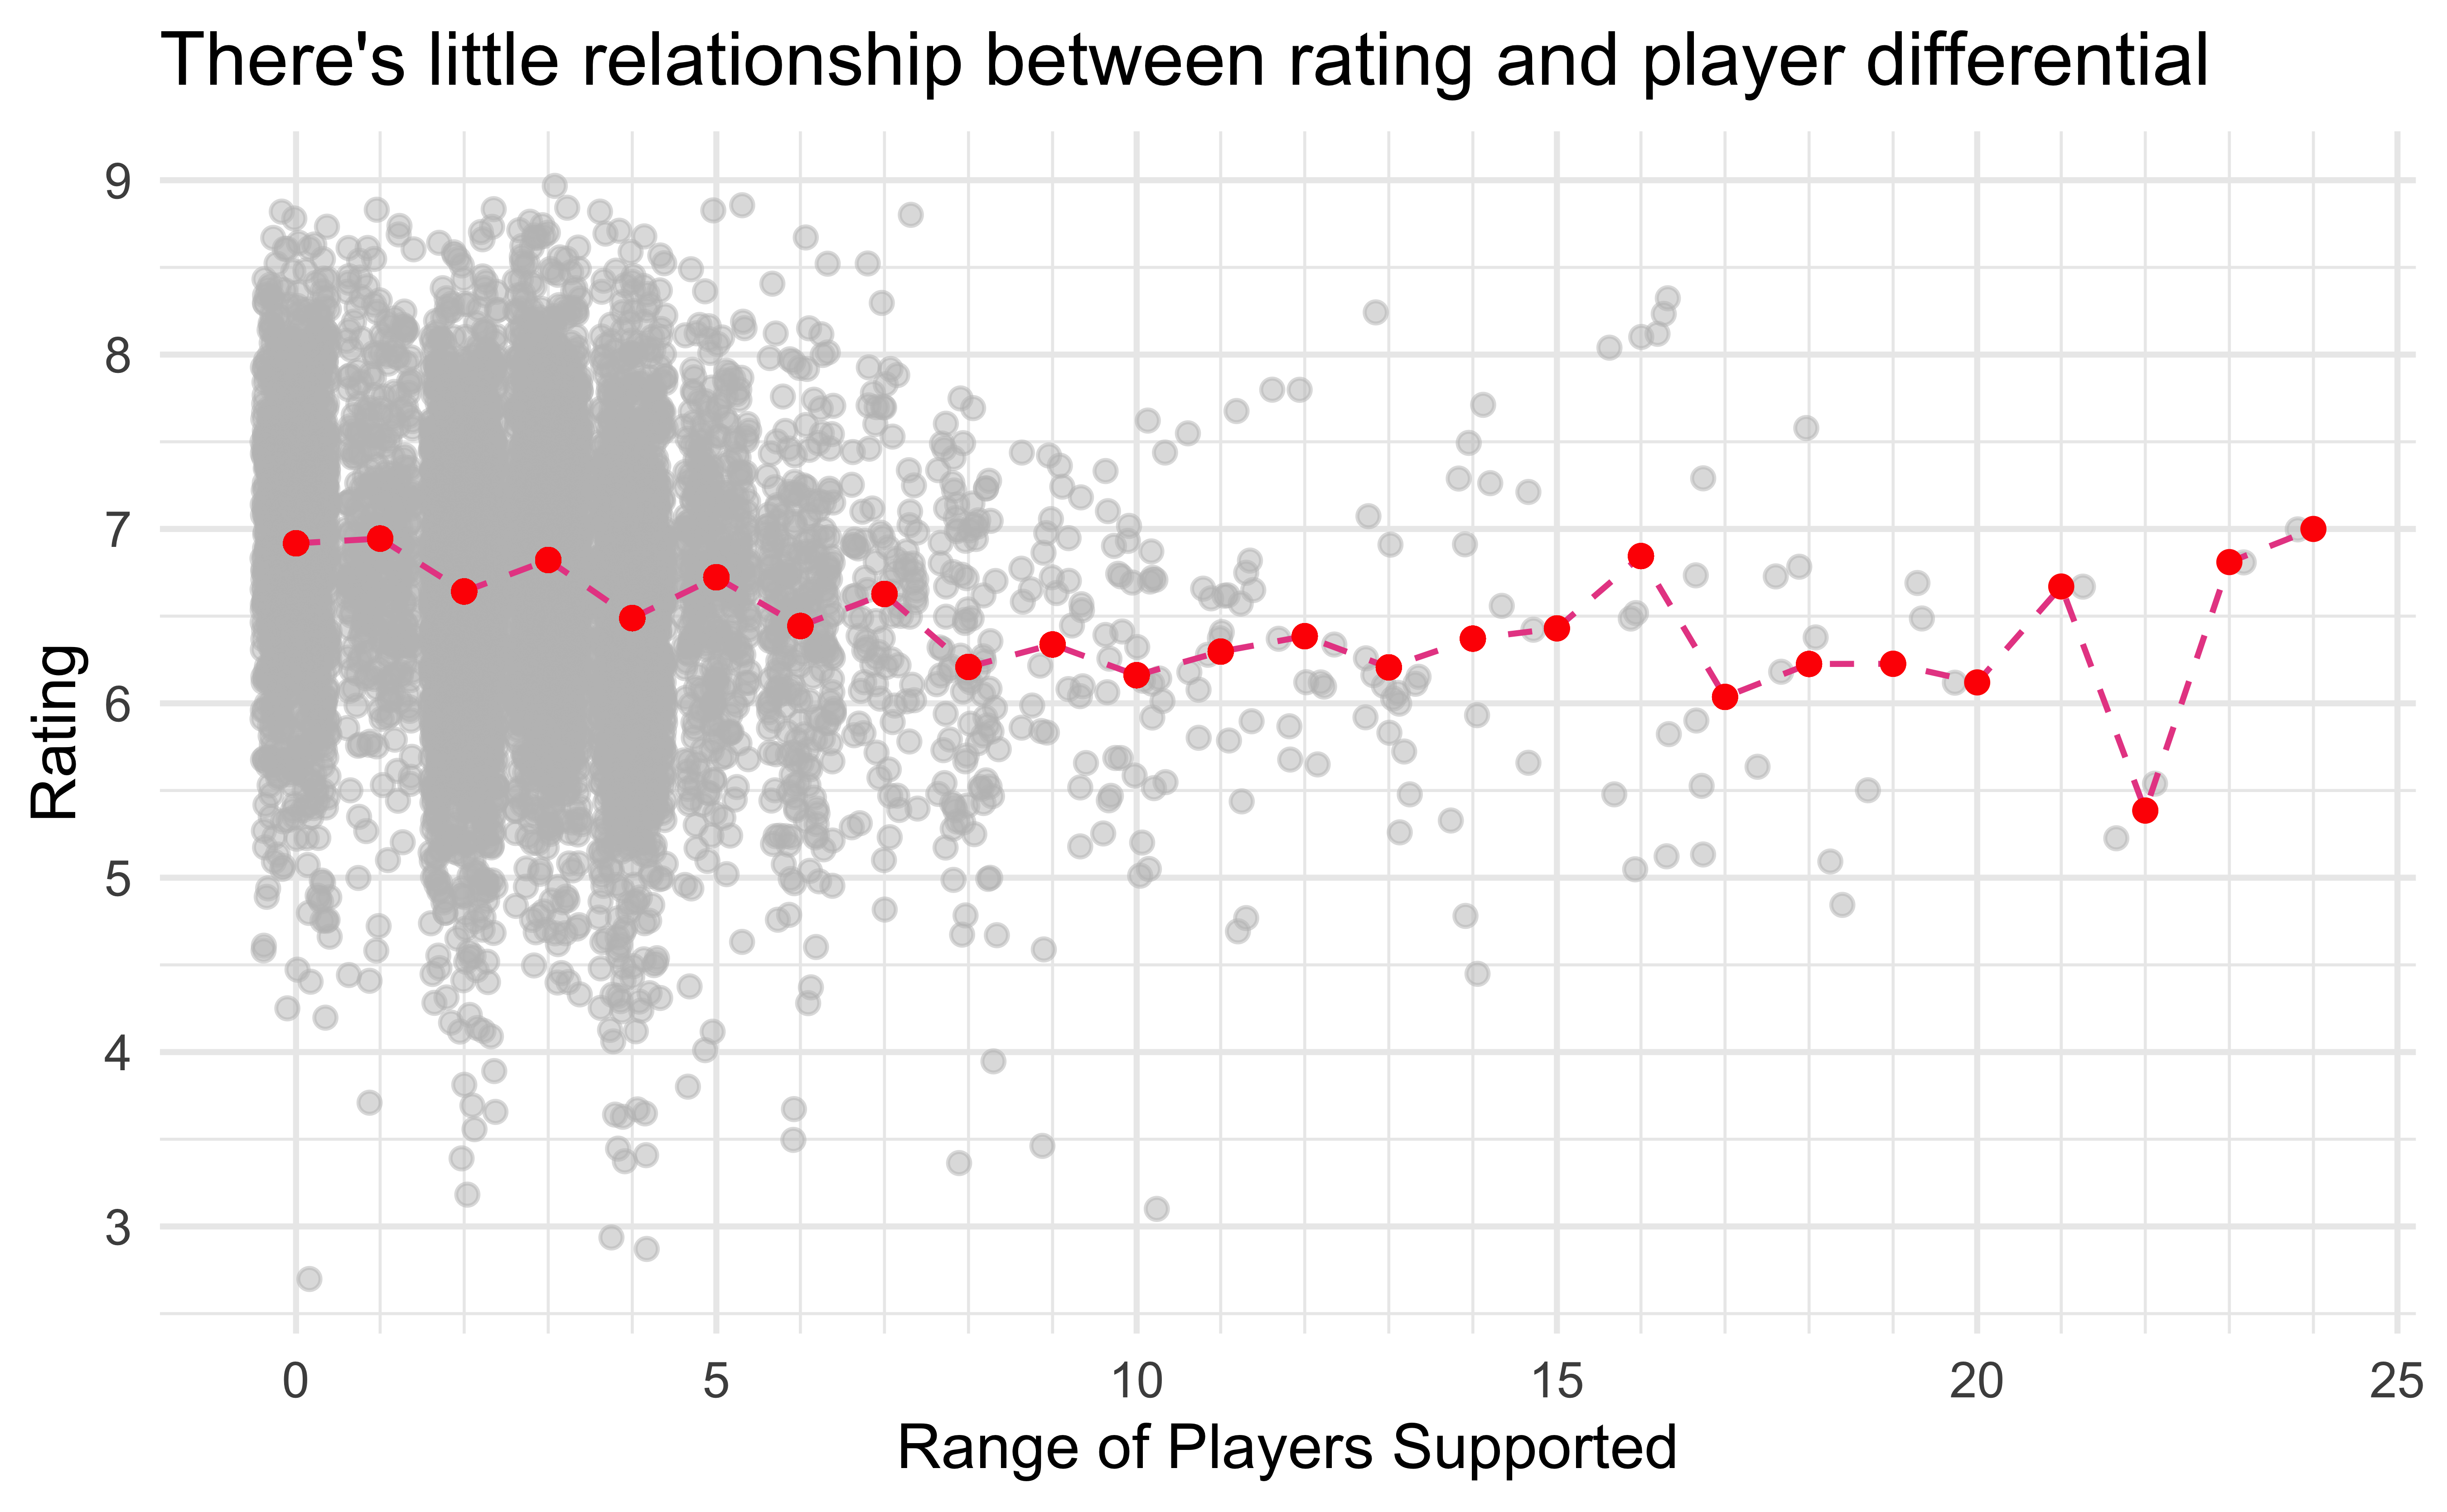 There's little relationship between rating and player differential
Rating
9
8
7
6
5
4
3
0 5 10 15 20 25
Range of Players Supported